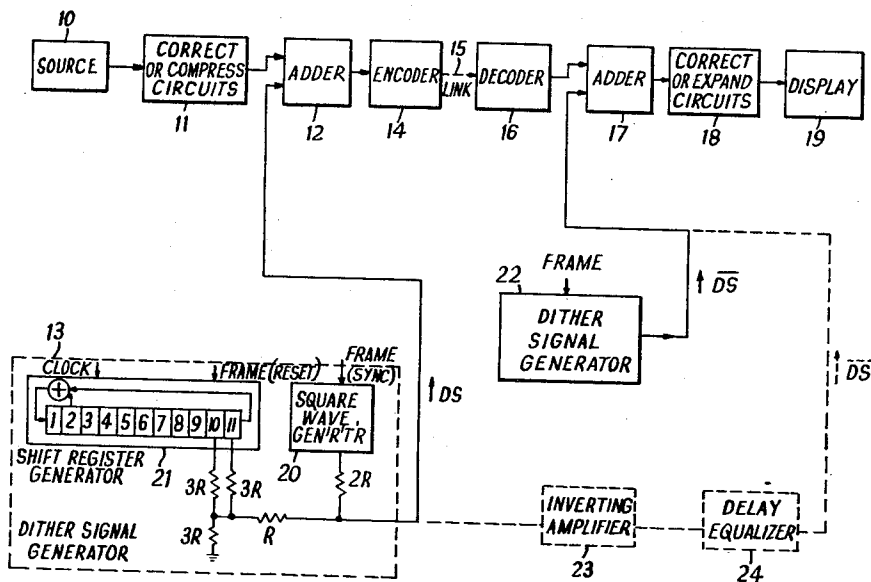 10
SOURCE
CORRECT
OR COMPRESS
CIRCUITS
11
ADDER
12
ENCODER
14
15
LINK
DECODER
16
ADDER
17
CORRECT
OR EXPAND
CIRCUITS
18
DISPLAY
19
22
FRAME
DITHER
SIGNAL
GENERATOR
DS
DS
DS
13
CLOCK
FRAME (RESET)
FRAME
(SYNC)
+
1 2 3 4 5 6 7 8 9 10 11
SHIFT REGISTER
GENERATOR
21
SQUARE
WAVE
GEN'R'TR
20
3R
3R
2R
3R
R
DITHER SIGNAL
GENERATOR
INVERTING
AMPLIFIER
23
DELAY
EQUALIZER
24